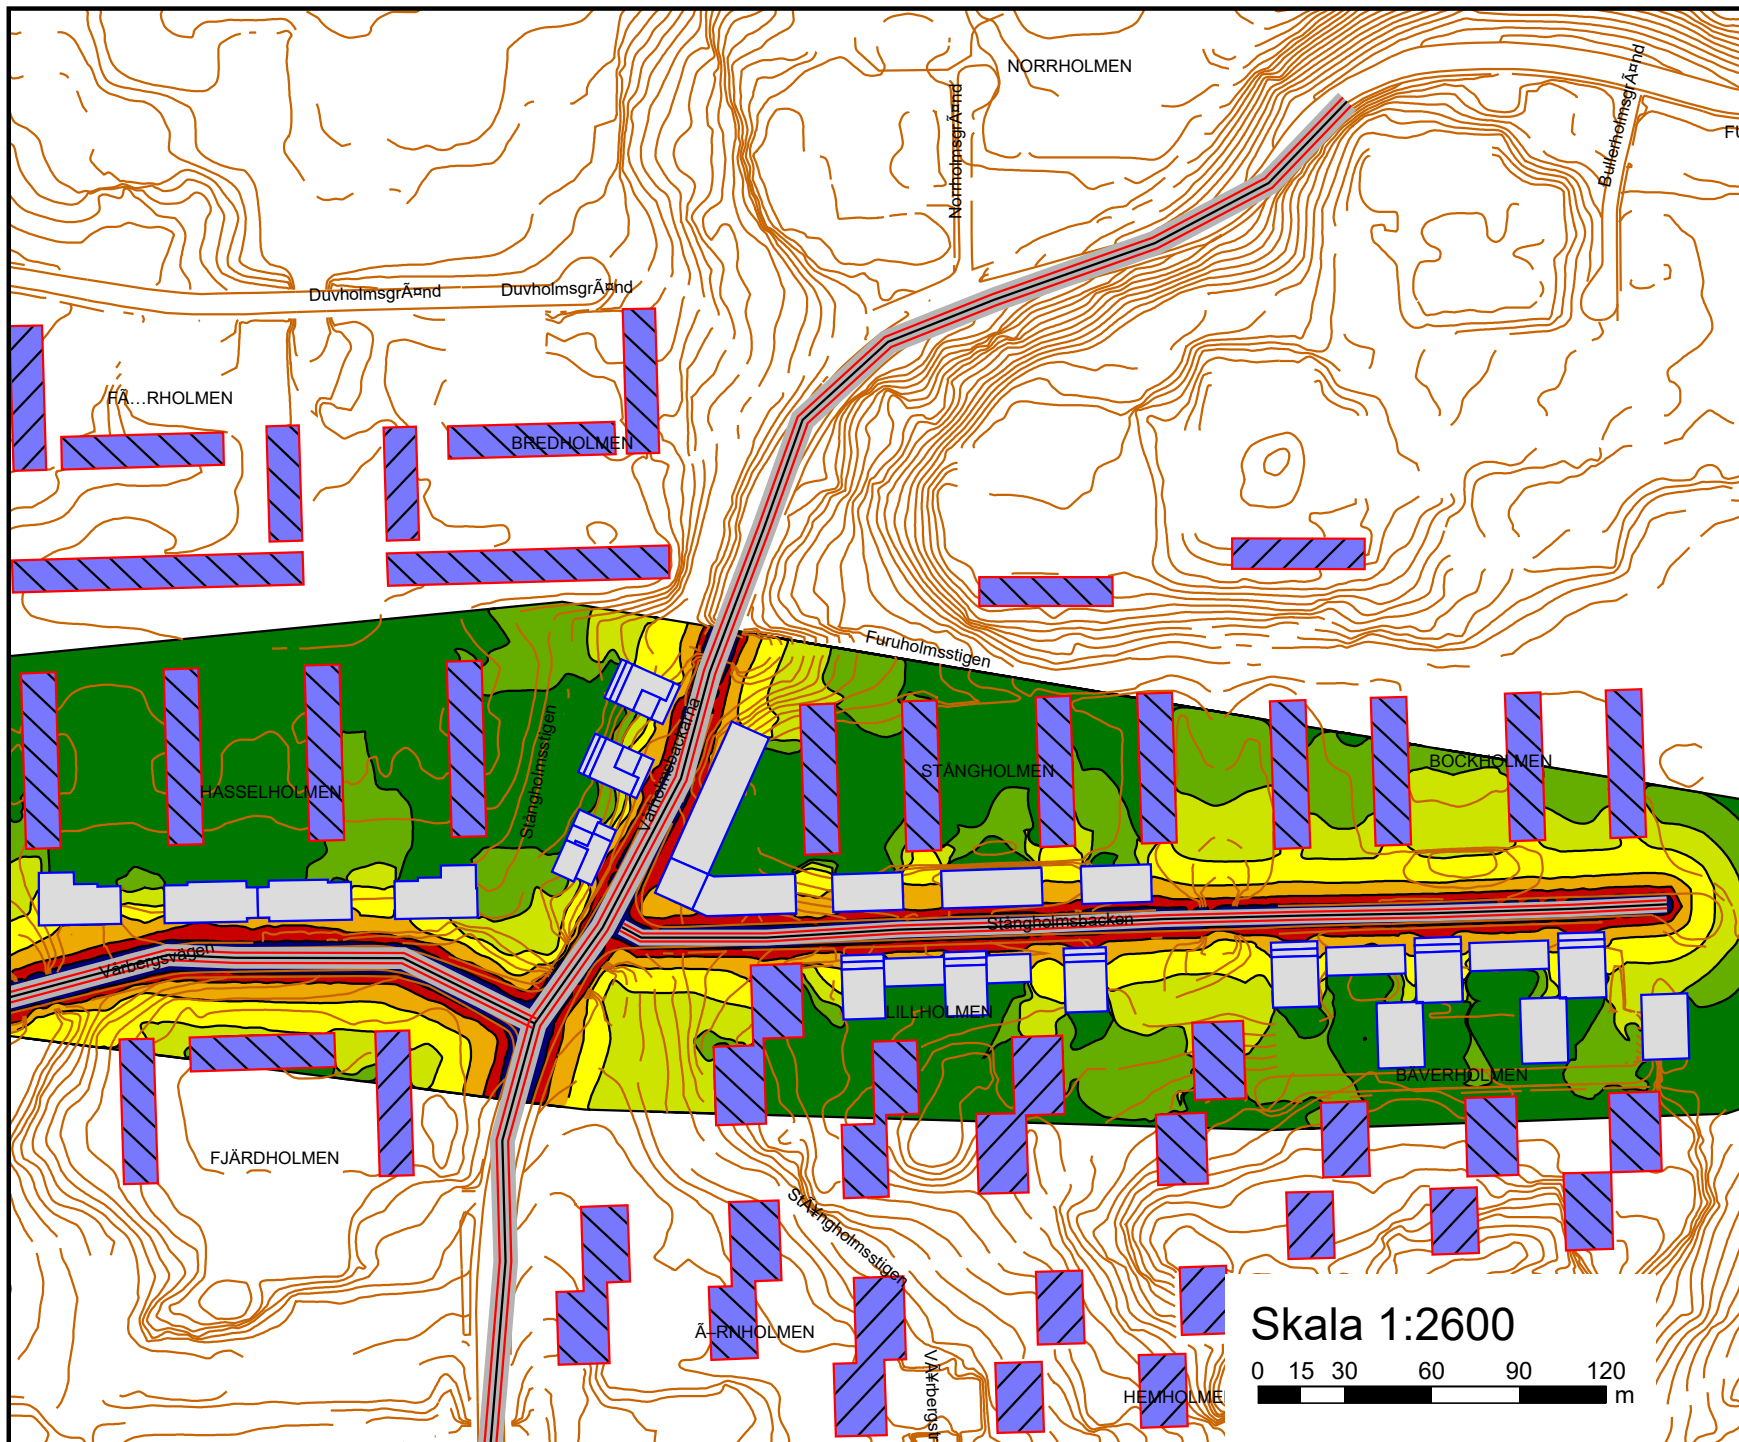 NORRHOLMEN
BullerholmsgrÃ¤nd
NorrholmsgrÃ¤nd
DuvholmsgrÃ¤nd
DuvholmsgrÃ¤nd
FÃ…RHOLMEN
BREDHOLMEN
Furuholmsstigen
Stångholmsstigen
Vårholmsbackarna
STÅNGHOLMEN
BOCKHOLMEN
HASSELHOLMEN
Stångholmsbacken
Vårbergsvägen
LILLHOLMEN
BÄVERHOLMEN
FJÄRDHOLMEN
StÃ¥ngholmsstigen
Ã–RNHOLMEN
HEMHOLME
Skala 1:2600
0 15 30 60 90 120
m